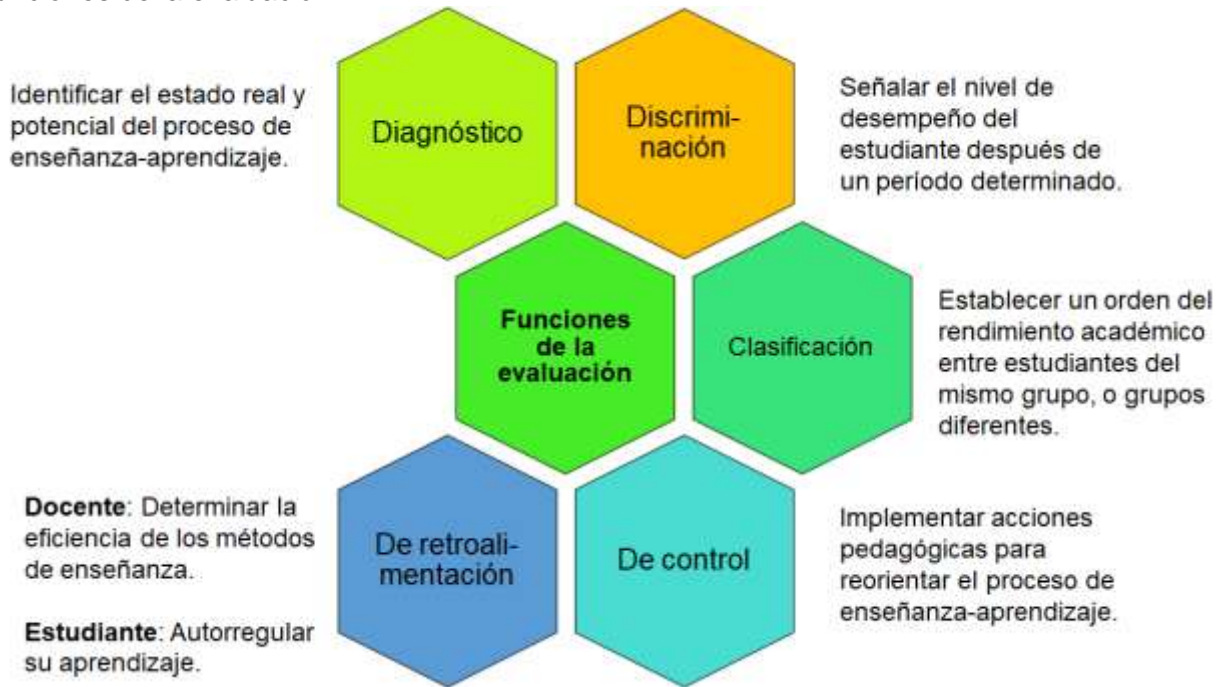 Identificar el estado real y
potencial del proceso de
enseñanza-aprendizaje.
Diagnóstico
Discrimi-
nación
Señalar el nivel de
desempeño del
estudiante después de
un período determinado.
Funciones
de la
evaluación
Clasificación
Establecer un orden del
rendimiento académico
entre estudiantes del
mismo grupo, o grupos
diferentes.
Docente: Determinar la
eficiencia de los métodos
de enseñanza.
Estudiante: Autorregular
su aprendizaje.
De retroali-
mentación
De control
Implementar acciones
pedagógicas para
reorientar el proceso de
enseñanza-aprendizaje.